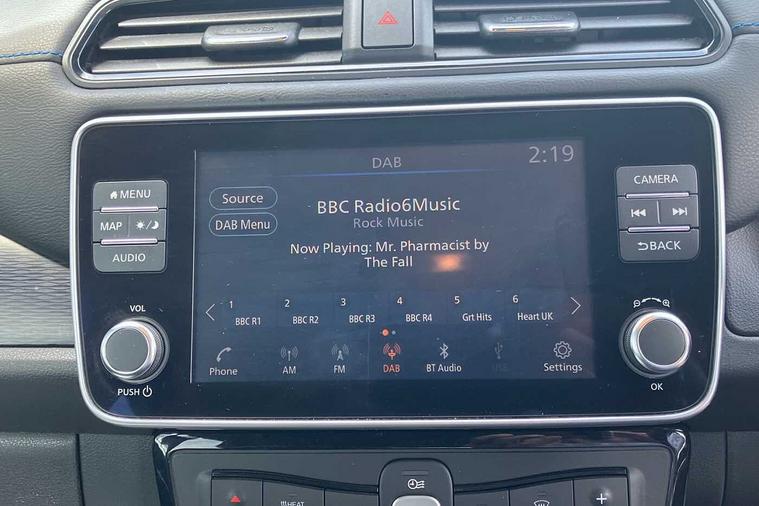 DAB
2:19
MENU
MAP
AUDIO
VOL
PUSH
Source
DAB Menu
BBC Radio6Music
Rock Music
Now Playing: Mr. Pharmacist by
The Fall
1 2 3 4 5 6
BBC R1 BBC R2 BBC R3 BBC R4 Grt Hits Heart UK
Phone AM FM DAB BT Audio USB Settings
CAMERA
BACK
OK
HEAT